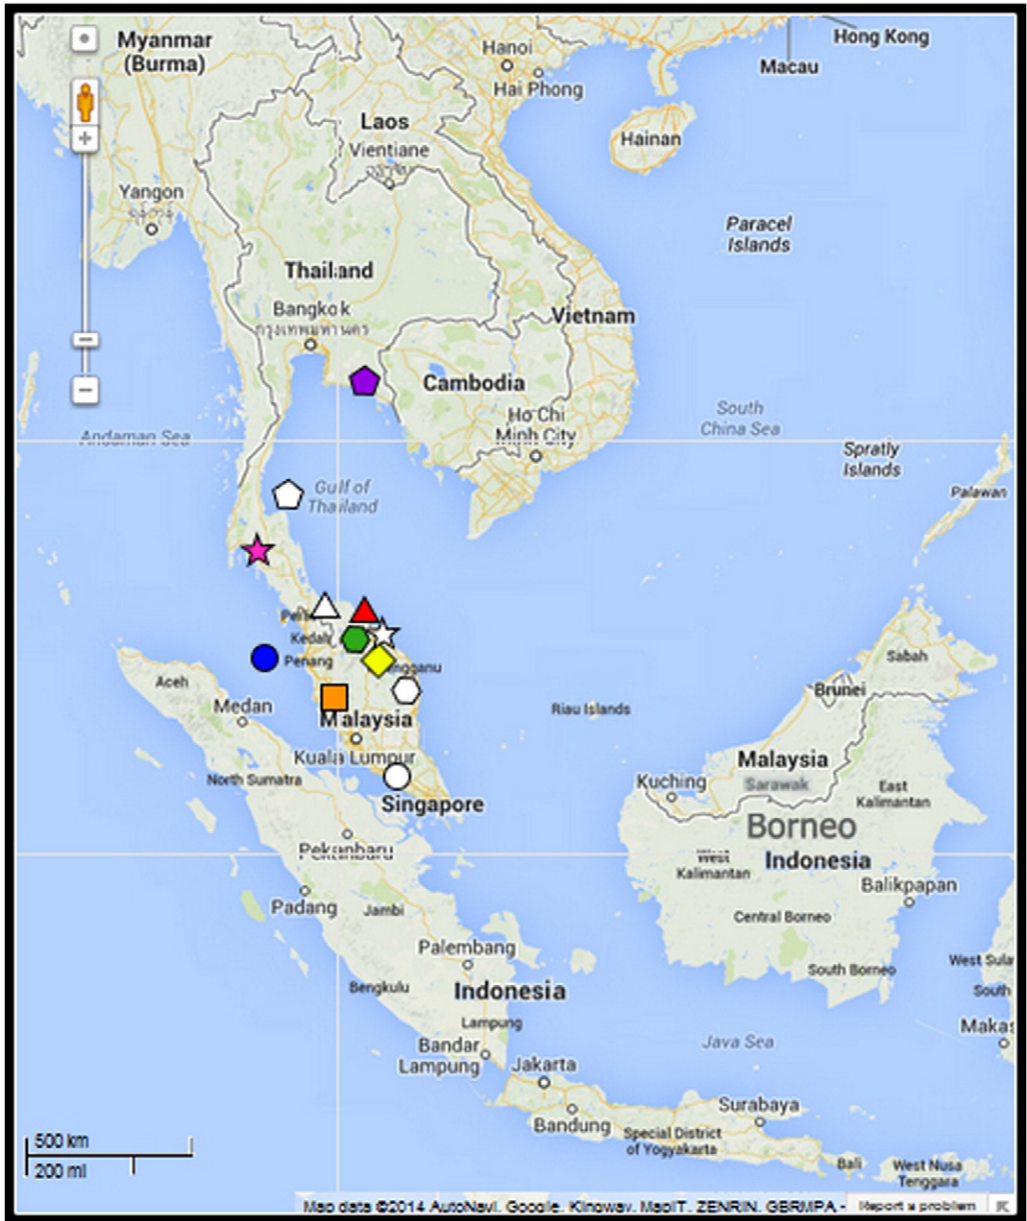 Myanmar
(Burma)
Hanoi
Hong Kong
Hai Phong
Macau
Laos
Hainan
Vientiane
Yangon
Paracel
Islands
Thailand
Bangkok
กรุงเทพมหานคร
Vietnam
Cambodia
Ho Chi
Minh City
Andaman Sea
South
China Sea
Spratly
Islands
Palawan
Gulf of
Thailand
Kedah
Penang
ngganu
Aceh
Medan
Malaysia
Kuala Lumpur
North Sumatra
Singapore
Riau Islands
Sabah
Brunei
Malaysia
Sarawak
Kuching
East
Kalimantan
Borneo
West
Kalimantan
Indonesia
Balikpapan
Pekanbaru
Padang
Jambi
Central Borneo
Palembang
South Borneo
West Sula
South
Bengkulu
Indonesia
Lampung
Makas
Bandar
Lampung
Java Sea
Jakarta
Surabaya
Bandung
Special District
of Yogyakarta
Bali
West Nusa
Tenggara
500 km
200 mi
Map data ©2014 AutoNavi, Google, Kingway, MapIT, ZENRIN, GBRMPA -
Report a problem